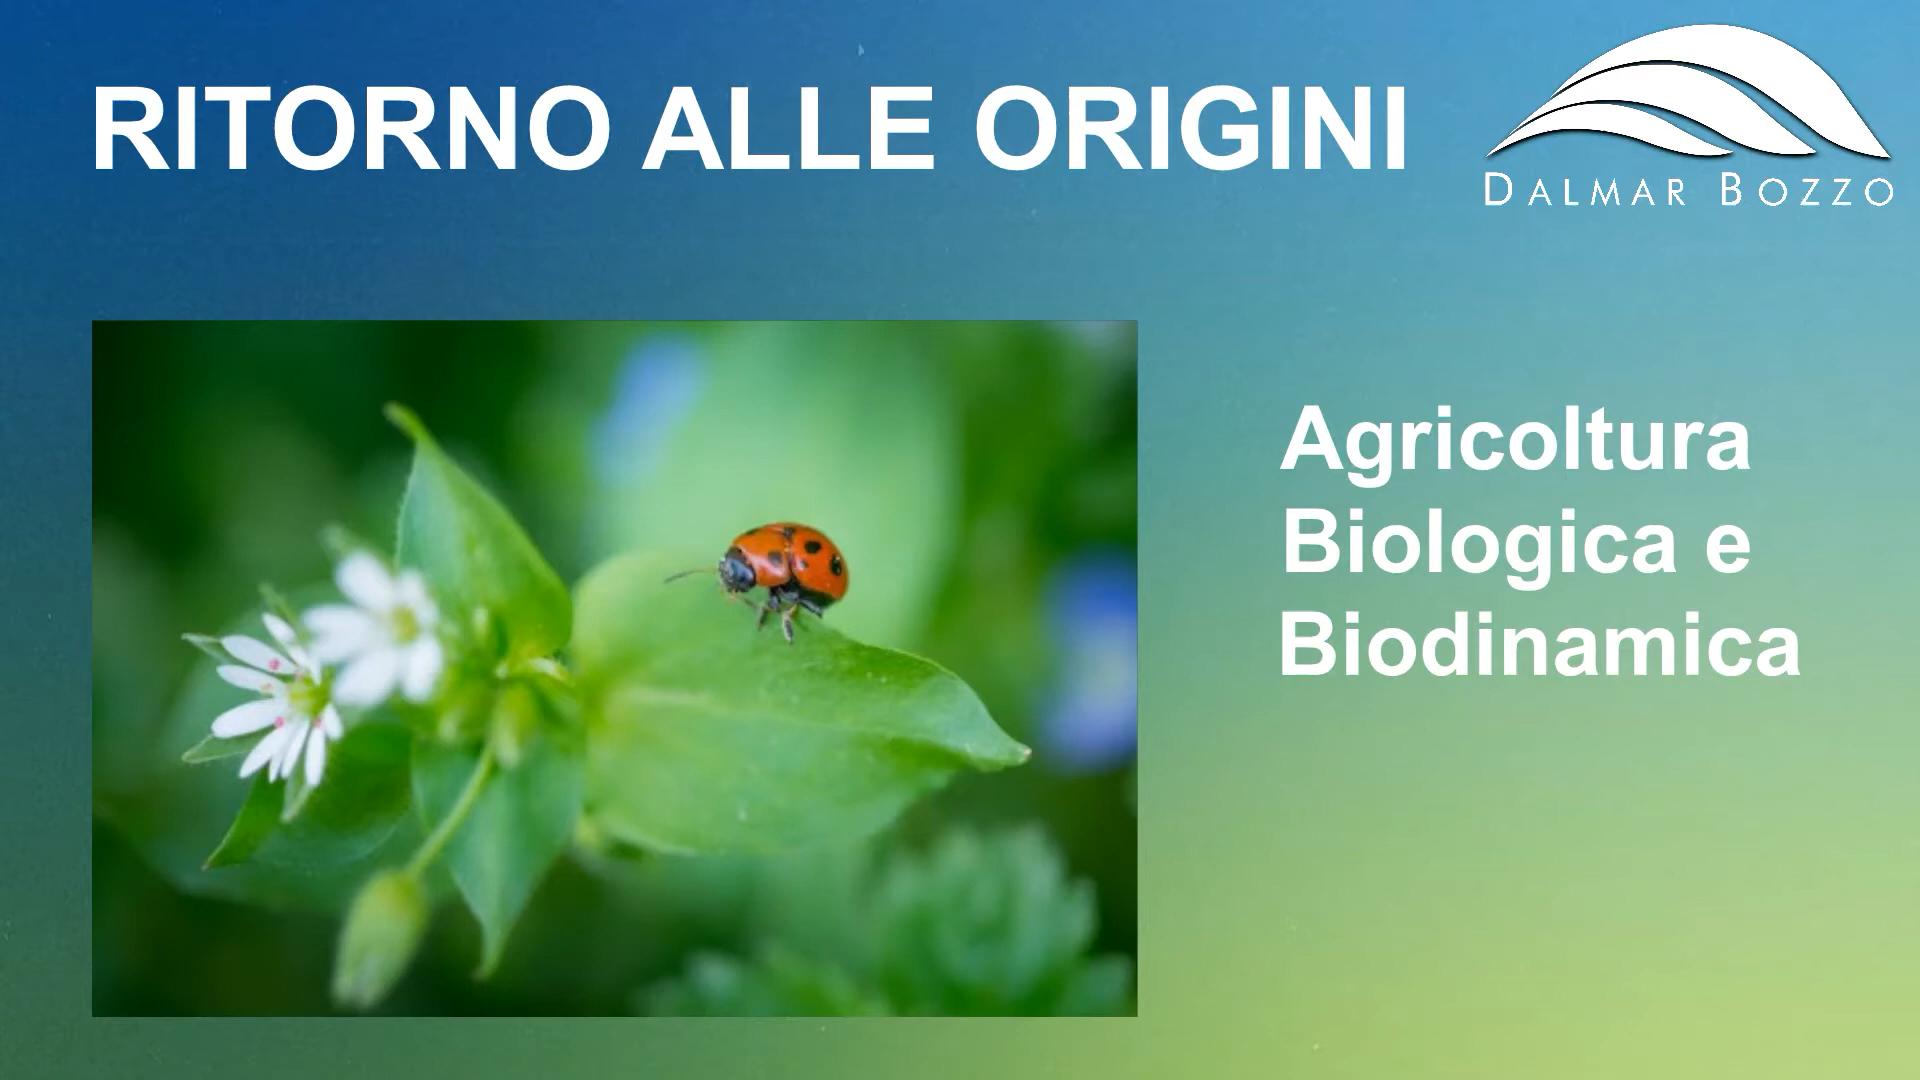 RITORNO ALLE ORIGINI
DALMAR BOZZO
Agricoltura
Biologica e
Biodinamica